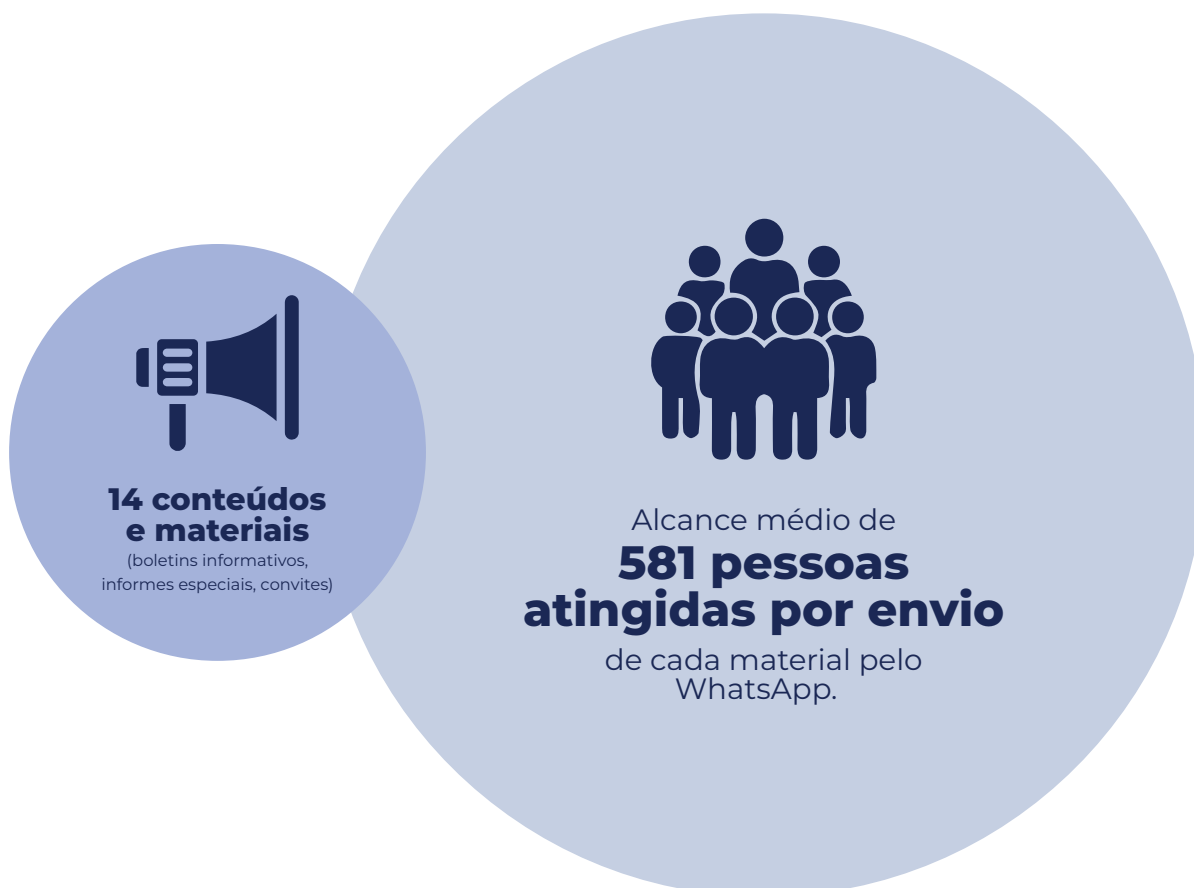 14 conteúdos
e materiais
(boletins informativos,
informes especiais, convites)
Alcance médio de
581 pessoas
atingidas por envio
de cada material pelo
WhatsApp.